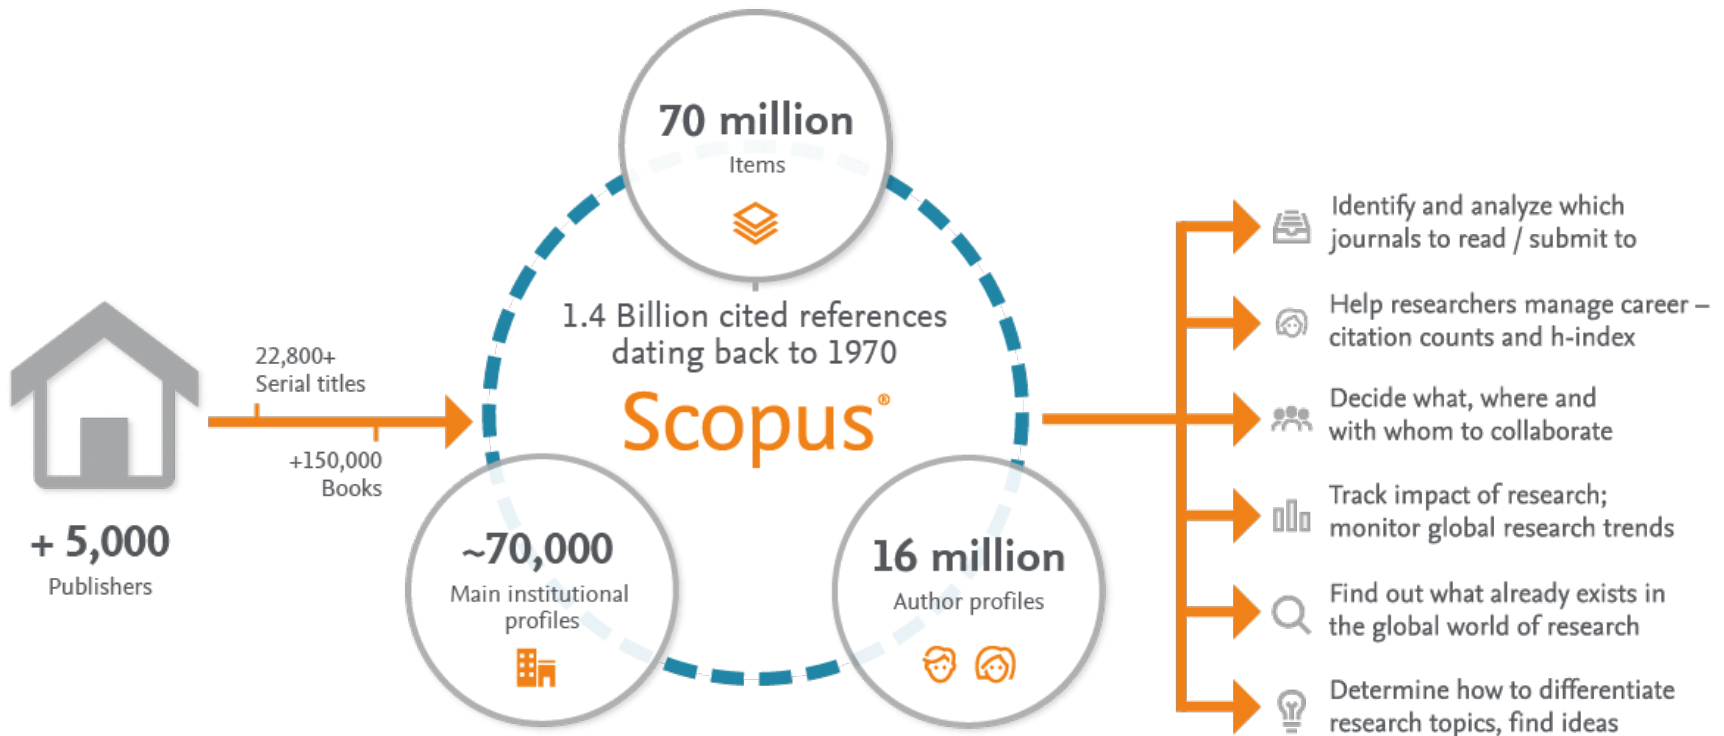 70 million
Items
1.4 Billion cited references
dating back to 1970
Scopus®
22,800+
Serial titles
+150,000
Books
+ 5,000
Publishers
~70,000
Main institutional
profiles
16 million
Author profiles
Identify and analyze which
journals to read / submit to
Help researchers manage career –
citation counts and h-index
Decide what, where and
with whom to collaborate
Track impact of research;
monitor global research trends
Find out what already exists in
the global world of research
Determine how to differentiate
research topics, find ideas